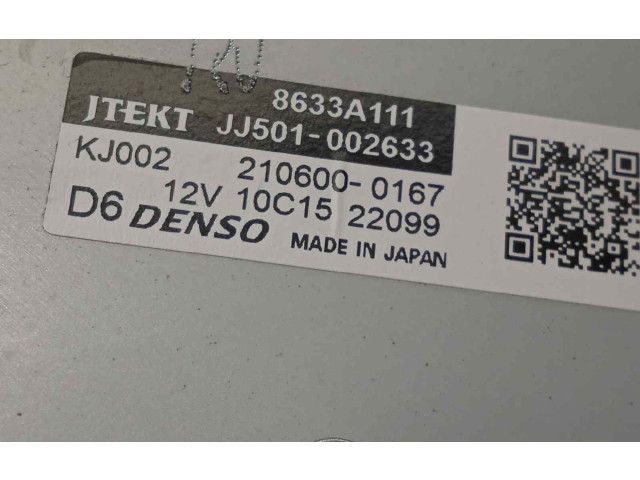 8633A111
JTEKT JJ501-002633
KJ002 210600-0167
12V 10C15 22099
D6 DENSO MADE IN JAPAN